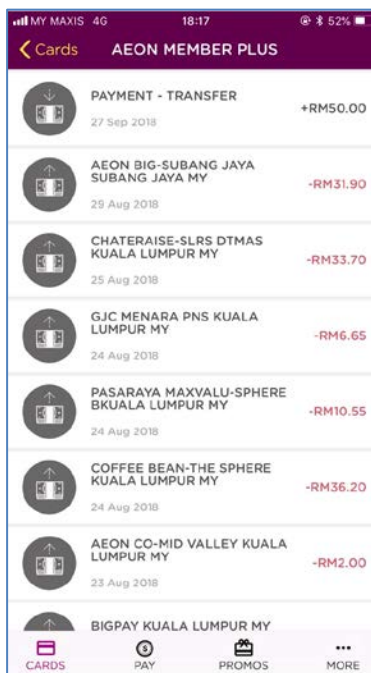 MY MAXIS 4G 18:17 52%
Cards AEON MEMBER PLUS
PAYMENT - TRANSFER
+RM50.00
27 Sep 2018
AEON BIG-SUBANG JAYA
SUBANG JAYA MY
-RM31.90
29 Aug 2018
CHATERAISE-SLRS DTMAS
KUALA LUMPUR MY
-RM33.70
25 Aug 2018
GJC MENARA PNS KUALA
LUMPUR MY
-RM6.65
24 Aug 2018
PASARAYA MAXVALU-SPHERE
BKUALA LUMPUR MY
-RM10.55
24 Aug 2018
COFFEE BEAN-THE SPHERE
KUALA LUMPUR MY
-RM36.20
24 Aug 2018
AEON CO-MID VALLEY KUALA
LUMPUR MY
-RM2.00
23 Aug 2018
BIGPAY KUALA LUMPUR MY
CARDS PAY PROMOS MORE